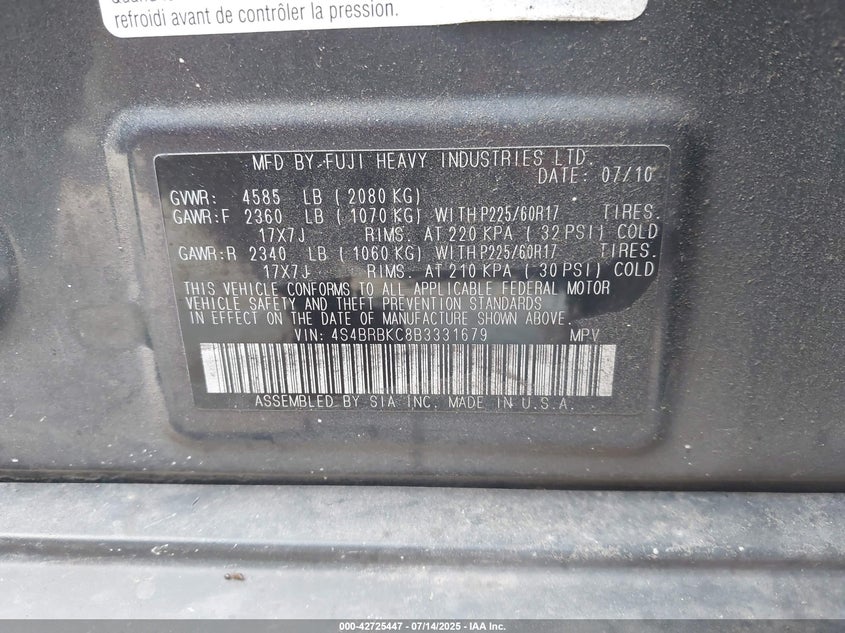 refroidi avant de contrôler la pression.
MFD BY FUJI HEAVY INDUSTRIES LTD.
DATE: 07/10
GVWR: 4585 LB ( 2080 KG)
GAWR:F 2360 LB ( 1070 KG) WITH P225/60R17 TIRES.
17X7J RIMS. AT 220 KPA ( 32 PSI) COLD
GAWR:R 2340 LB ( 1060 KG) WITH P225/60R17 TIRES.
17X7J RIMS. AT 210 KPA ( 30 PSI) COLD
THIS VEHICLE CONFORMS TO ALL APPLICABLE FEDERAL MOTOR
VEHICLE SAFETY AND THEFT PREVENTION STANDARDS
IN EFFECT ON THE DATE OF MANUFACTURE SHOWN ABOVE.
VIN: 4S4BRBKC8B3331679 MPV
ASSEMBLED BY SIA INC. MADE IN U.S.A.
000-42725447 - 07/14/2025 - IAA Inc.